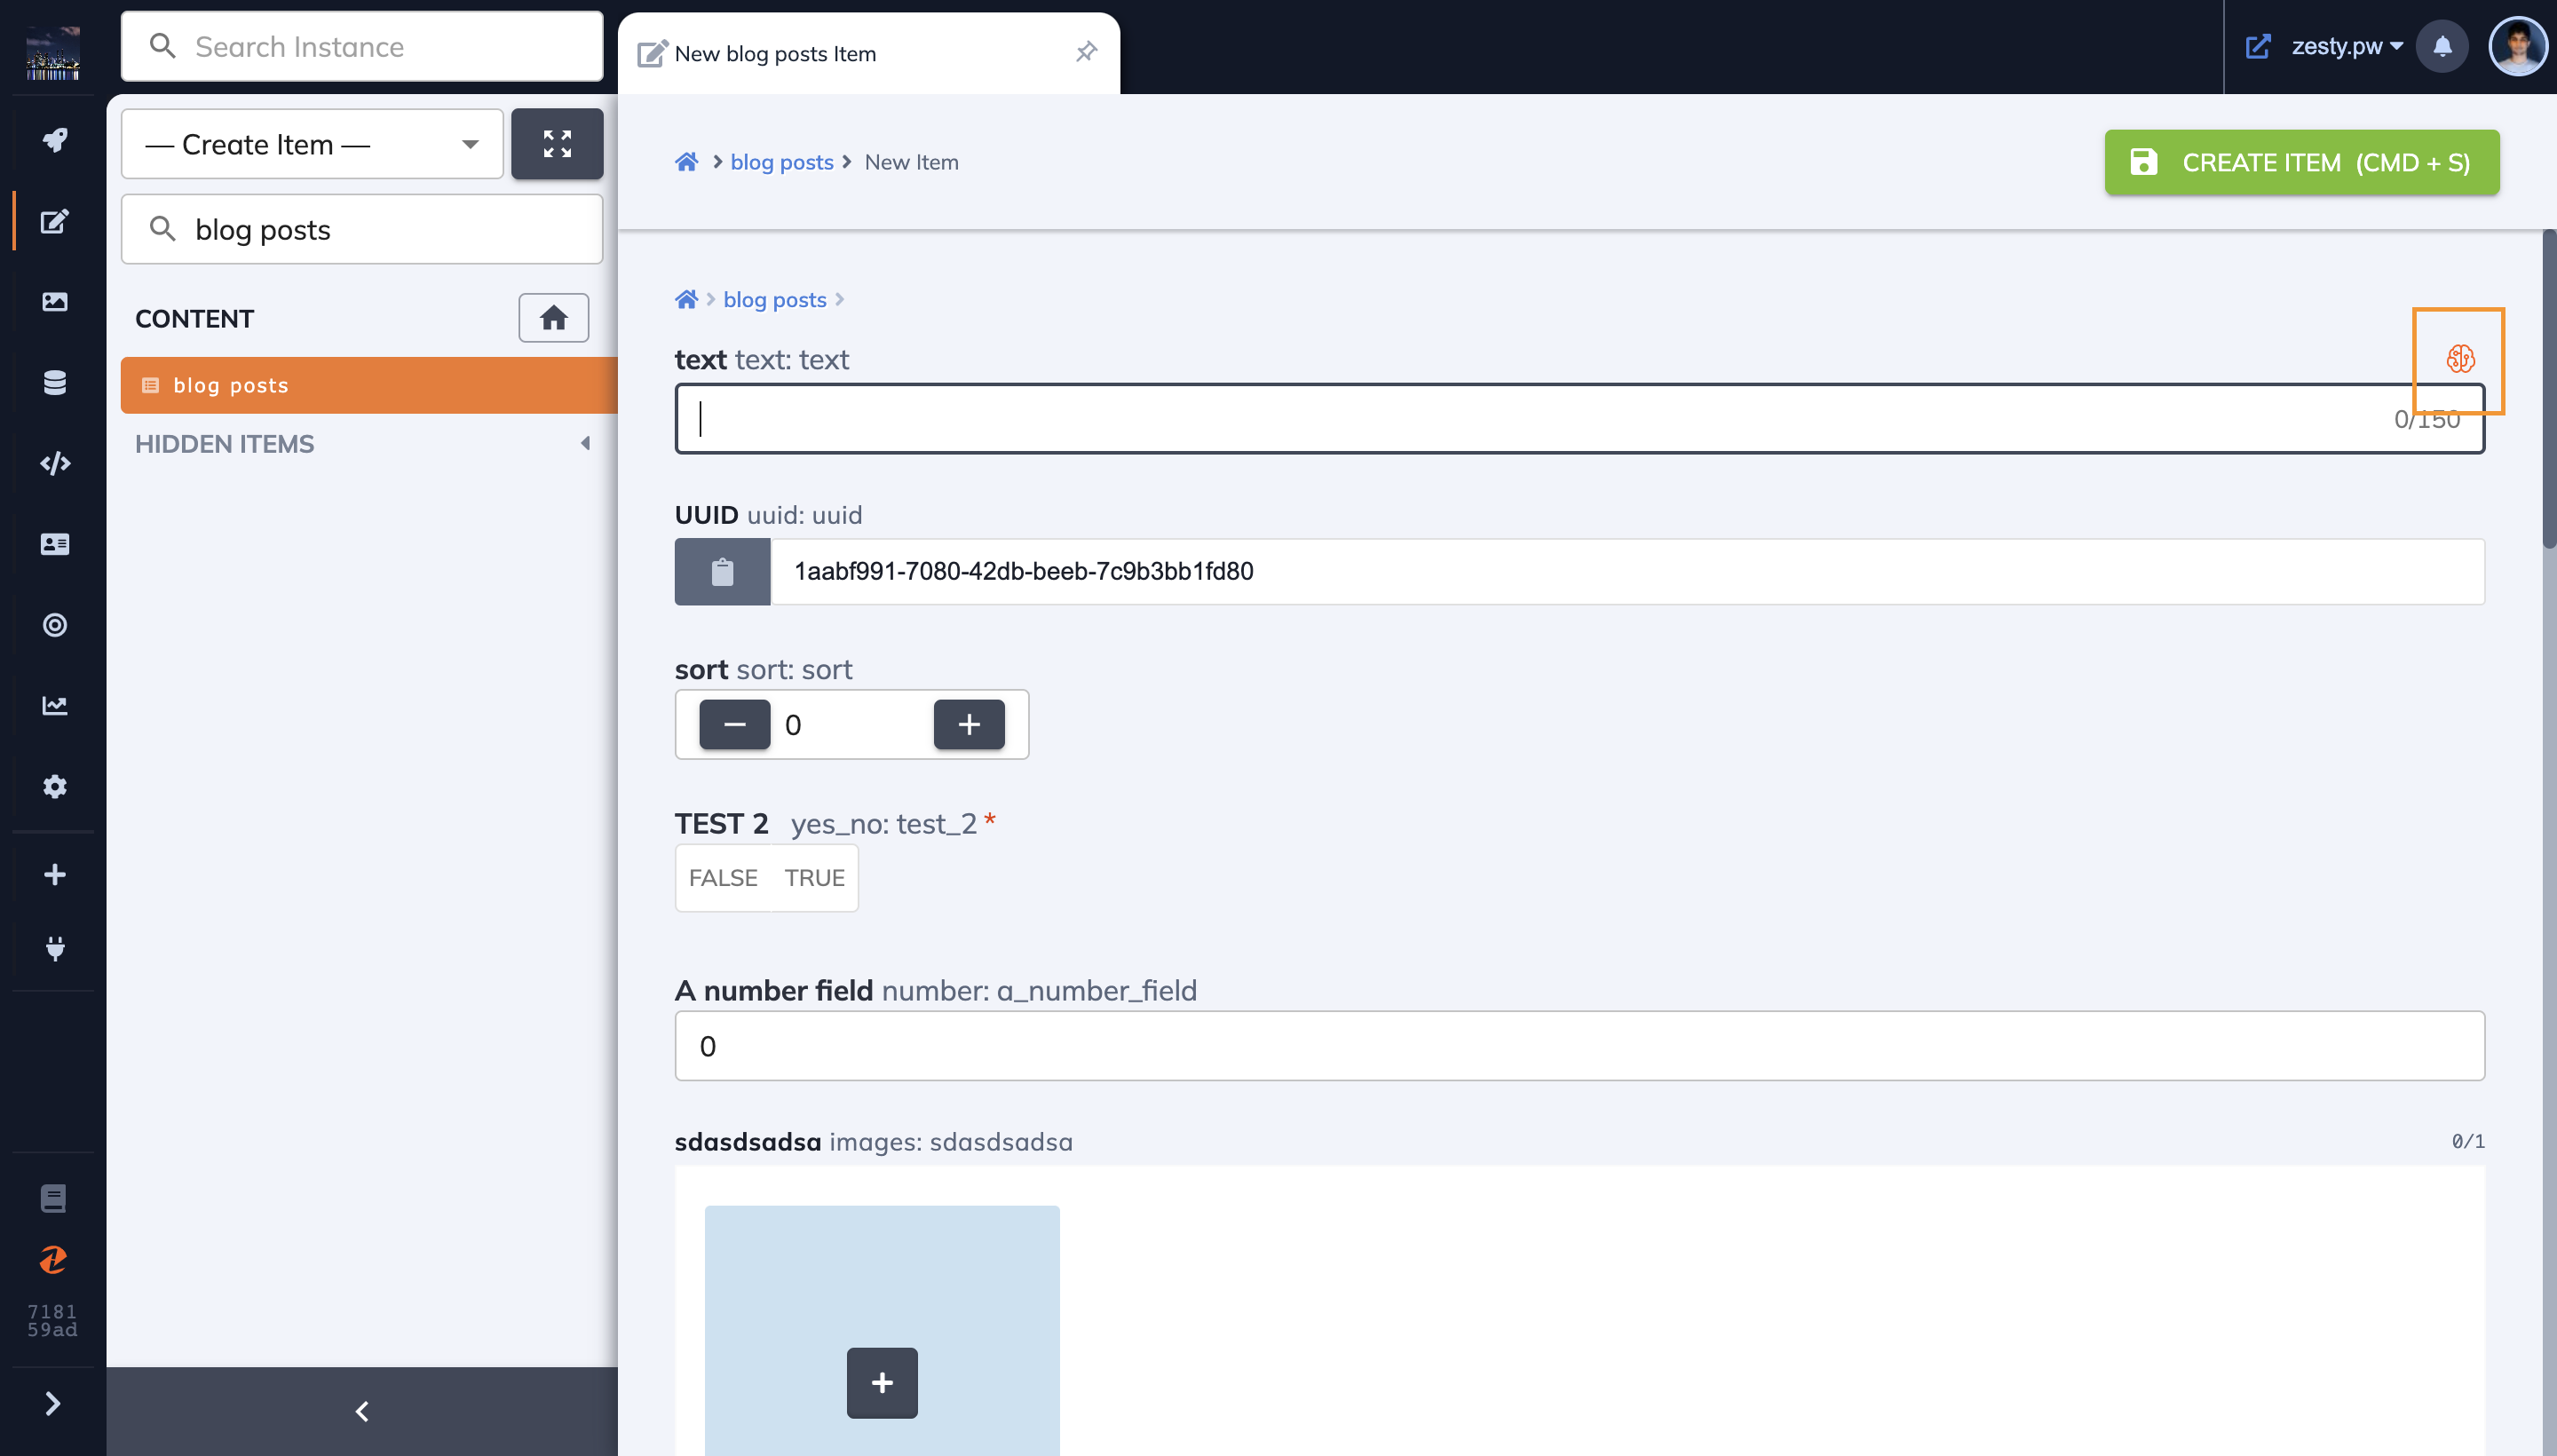 Search Instance
New blog posts Item
zesty.pw
— Create Item —
blog posts
CONTENT
blog posts
HIDDEN ITEMS
blog posts New Item
CREATE ITEM (CMD + S)
blog posts
text text: text
0/150
UUID uuid: uuid
1aabf991-7080-42db-beeb-7c9b3bb1fd80
sort sort: sort
0
TEST 2 yes_no: test_2 *
FALSE TRUE
A number field number: a_number_field
0
sdasdsadsa images: sdasdsadsa
0/1
7181
59ad